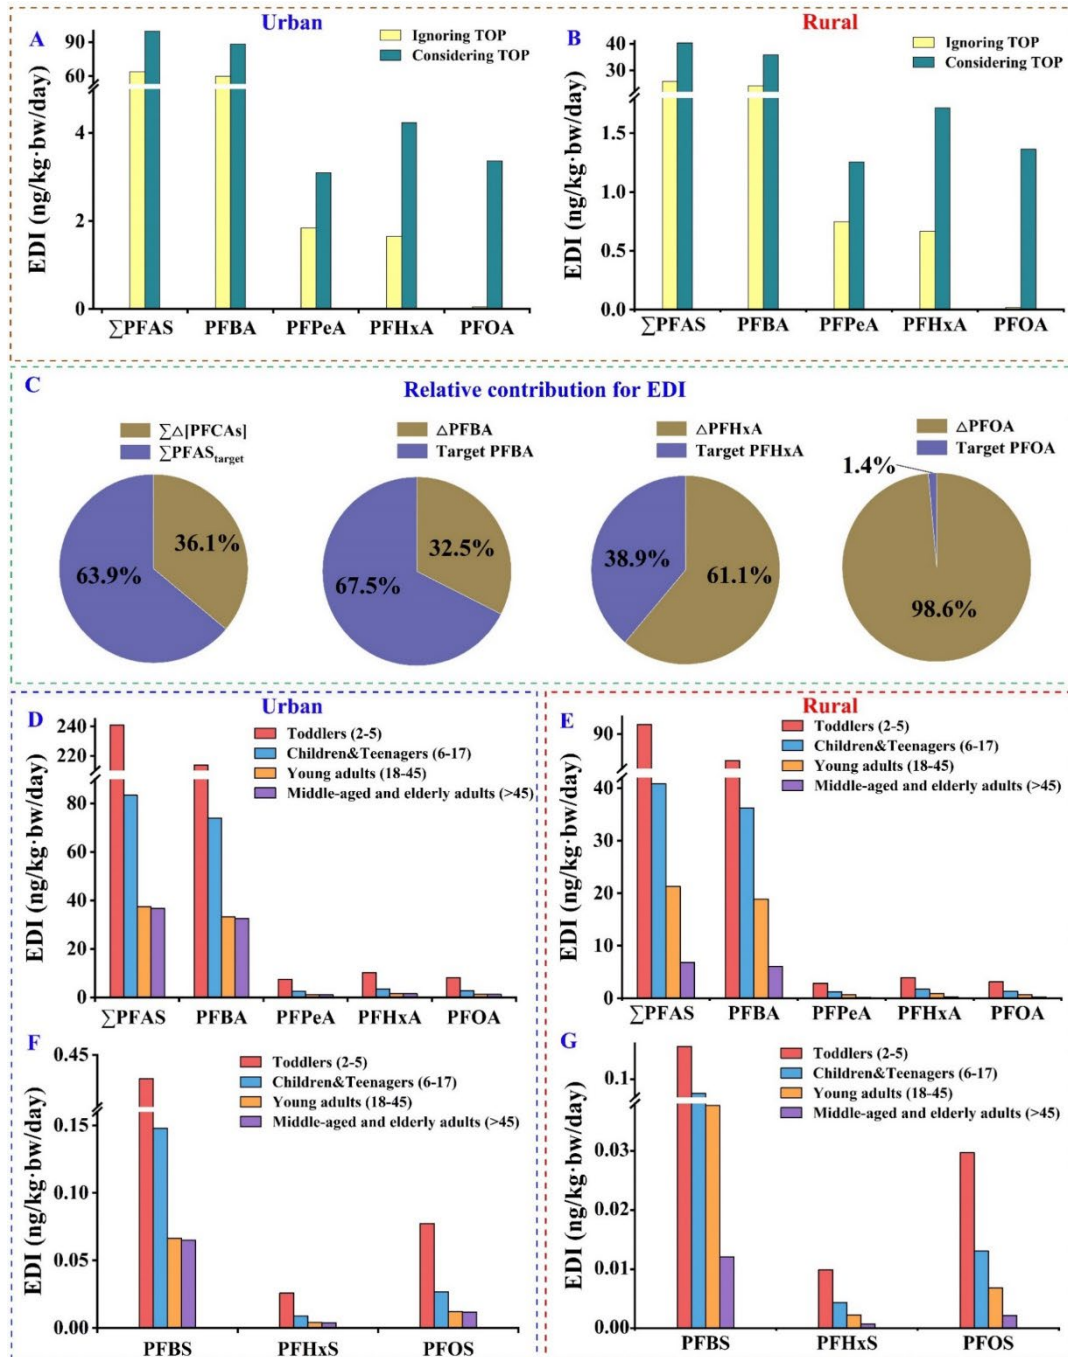 A
Urban
Ignoring TOP
Considering TOP
EDI (ng/kg·bw/day)
90
60
4
2
0
∑PFAS PFBA PFPeA PFHxA PFOA
B
Rural
Ignoring TOP
Considering TOP
EDI (ng/kg·bw/day)
40
30
1.5
1.0
0.5
0.0
∑PFAS PFBA PFPeA PFHxA PFOA
C
Relative contribution for EDI
∑△[PFCAs]
∑PFAStarget
36.1%
63.9%
△PFBA
Target PFBA
32.5%
67.5%
△PFHxA
Target PFHxA
38.9%
61.1%
△PFOA
Target PFOA
1.4%
98.6%
D
Urban
Toddlers (2-5)
Children&Teenagers (6-17)
Young adults (18-45)
Middle-aged and elderly adults (>45)
EDI (ng/kg·bw/day)
240
220
80
60
40
20
0
∑PFAS PFBA PFPeA PFHxA PFOA
E
Rural
Toddlers (2-5)
Children&Teenagers (6-17)
Young adults (18-45)
Middle-aged and elderly adults (>45)
EDI (ng/kg·bw/day)
90
40
30
20
10
0
∑PFAS PFBA PFPeA PFHxA PFOA
F
Toddlers (2-5)
Children&Teenagers (6-17)
Young adults (18-45)
Middle-aged and elderly adults (>45)
EDI (ng/kg·bw/day)
0.45
0.15
0.10
0.05
0.00
PFBS PFHxS PFOS
G
Toddlers (2-5)
Children&Teenagers (6-17)
Young adults (18-45)
Middle-aged and elderly adults (>45)
EDI (ng/kg·bw/day)
0.1
0.03
0.02
0.01
0.00
PFBS PFHxS PFOS